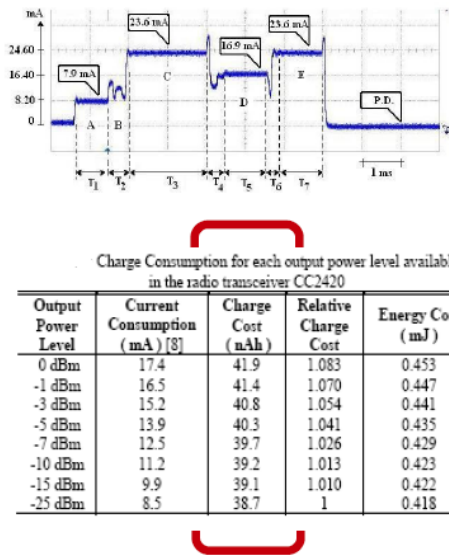 mA
23.6 mA
23.6 mA
24.60
16.9 mA
16.40
7.9 mA
C
E
8.20
D
P.D.
0
A
B
1 ms
T1 T2 T3 T4 T5 T6 T7
Charge Consumption for each output power level availabl
in the radio transceiver CC2420
Output Current Charge Relative
Power Consumption Cost Charge Energy Co
Level ( mA ) [8] ( nAh ) Cost ( mJ )
0 dBm 17.4 41.9 1.083 0.453
-1 dBm 16.5 41.4 1.070 0.447
-3 dBm 15.2 40.8 1.054 0.441
-5 dBm 13.9 40.3 1.041 0.435
-7 dBm 12.5 39.7 1.026 0.429
-10 dBm 11.2 39.2 1.013 0.423
-15 dBm 9.9 39.1 1.010 0.422
-25 dBm 8.5 38.7 1 0.418